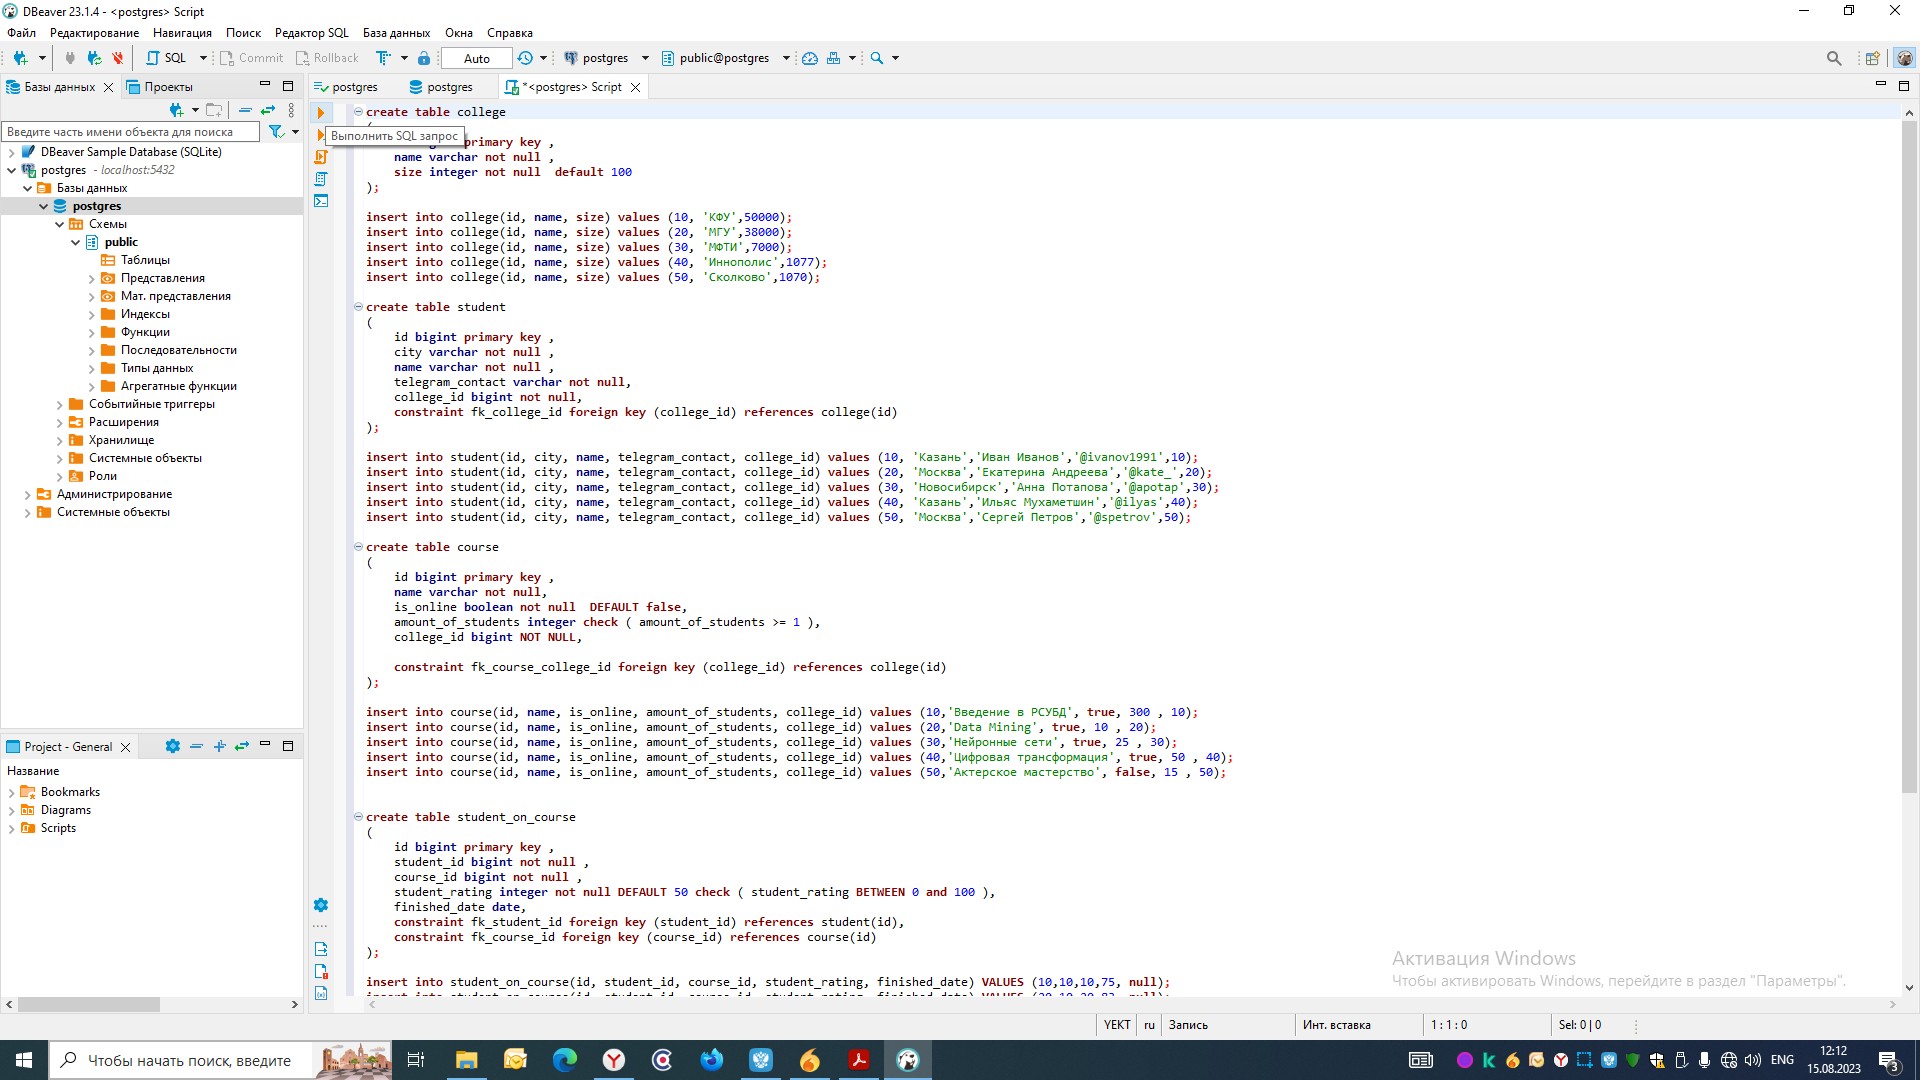 DBeaver 23.1.4 - <postgres> Script
Файл Редактирование Навигация Поиск Редактор SQL База данных Окна Справка
SQL Commit Rollback Auto postgres public@postgres
Базы данных Проекты
postgres postgres *<postgres> Script
Введите часть имени объекта для поиска
DBeaver Sample Database (SQLite)
postgres - localhost:5432
Базы данных
postgres
Схемы
public
Таблицы
Представления
Мат. представления
Индексы
Функции
Последовательности
Типы данных
Агрегатные функции
Событийные триггеры
Расширения
Хранилище
Системные объекты
Роли
Администрирование
Системные объекты
Project - General
Название
Bookmarks
Diagrams
Scripts
create table college
Выполнить SQL запрос
primary key ,
name varchar not null ,
size integer not null  default 100
);
insert into college(id, name, size) values (10, 'КФУ',50000);
insert into college(id, name, size) values (20, 'МГУ',38000);
insert into college(id, name, size) values (30, 'МФТИ',7000);
insert into college(id, name, size) values (40, 'Иннополис',1077);
insert into college(id, name, size) values (50, 'Сколково',1070);
create table student
(
id bigint primary key ,
city varchar not null ,
name varchar not null ,
telegram_contact varchar not null,
college_id bigint not null,
constraint fk_college_id foreign key (college_id) references college(id)
);
insert into student(id, city, name, telegram_contact, college_id) values (10, 'Казань','Иван Иванов','@ivanov1991',10);
insert into student(id, city, name, telegram_contact, college_id) values (20, 'Москва','Екатерина Андреева','@kate_',20);
insert into student(id, city, name, telegram_contact, college_id) values (30, 'Новосибирск','Анна Потапова','@apotap',30);
insert into student(id, city, name, telegram_contact, college_id) values (40, 'Казань','Ильяс Мухаметшин','@ilyas',40);
insert into student(id, city, name, telegram_contact, college_id) values (50, 'Москва','Сергей Петров','@spetrov',50);
create table course
(
id bigint primary key ,
name varchar not null,
is_online boolean not null  DEFAULT false,
amount_of_students integer check ( amount_of_students >= 1 ),
college_id bigint NOT NULL,
constraint fk_course_college_id foreign key (college_id) references college(id)
);
insert into course(id, name, is_online, amount_of_students, college_id) values (10,'Введение в РСУБД', true, 300 , 10);
insert into course(id, name, is_online, amount_of_students, college_id) values (20,'Data Mining', true, 10 , 20);
insert into course(id, name, is_online, amount_of_students, college_id) values (30,'Нейронные сети', true, 25 , 30);
insert into course(id, name, is_online, amount_of_students, college_id) values (40,'Цифровая трансформация', true, 50 , 40);
insert into course(id, name, is_online, amount_of_students, college_id) values (50,'Актерское мастерство', false, 15 , 50);
create table student_on_course
(
id bigint primary key ,
student_id bigint not null ,
course_id bigint not null ,
student_rating integer not null DEFAULT 50 check ( student_rating BETWEEN 0 and 100 ),
finished_date date,
constraint fk_student_id foreign key (student_id) references student(id),
constraint fk_course_id foreign key (course_id) references course(id)
);
insert into student_on_course(id, student_id, course_id, student_rating, finished_date) VALUES (10,10,10,75, null);
Активация Windows
Чтобы активировать Windows, перейдите в раздел "Параметры".
YEKT ru Запись Инт. вставка 1 : 1 : 0 Sel: 0 | 0
Чтобы начать поиск, введите
ENG
12:12
15.08.2023
3